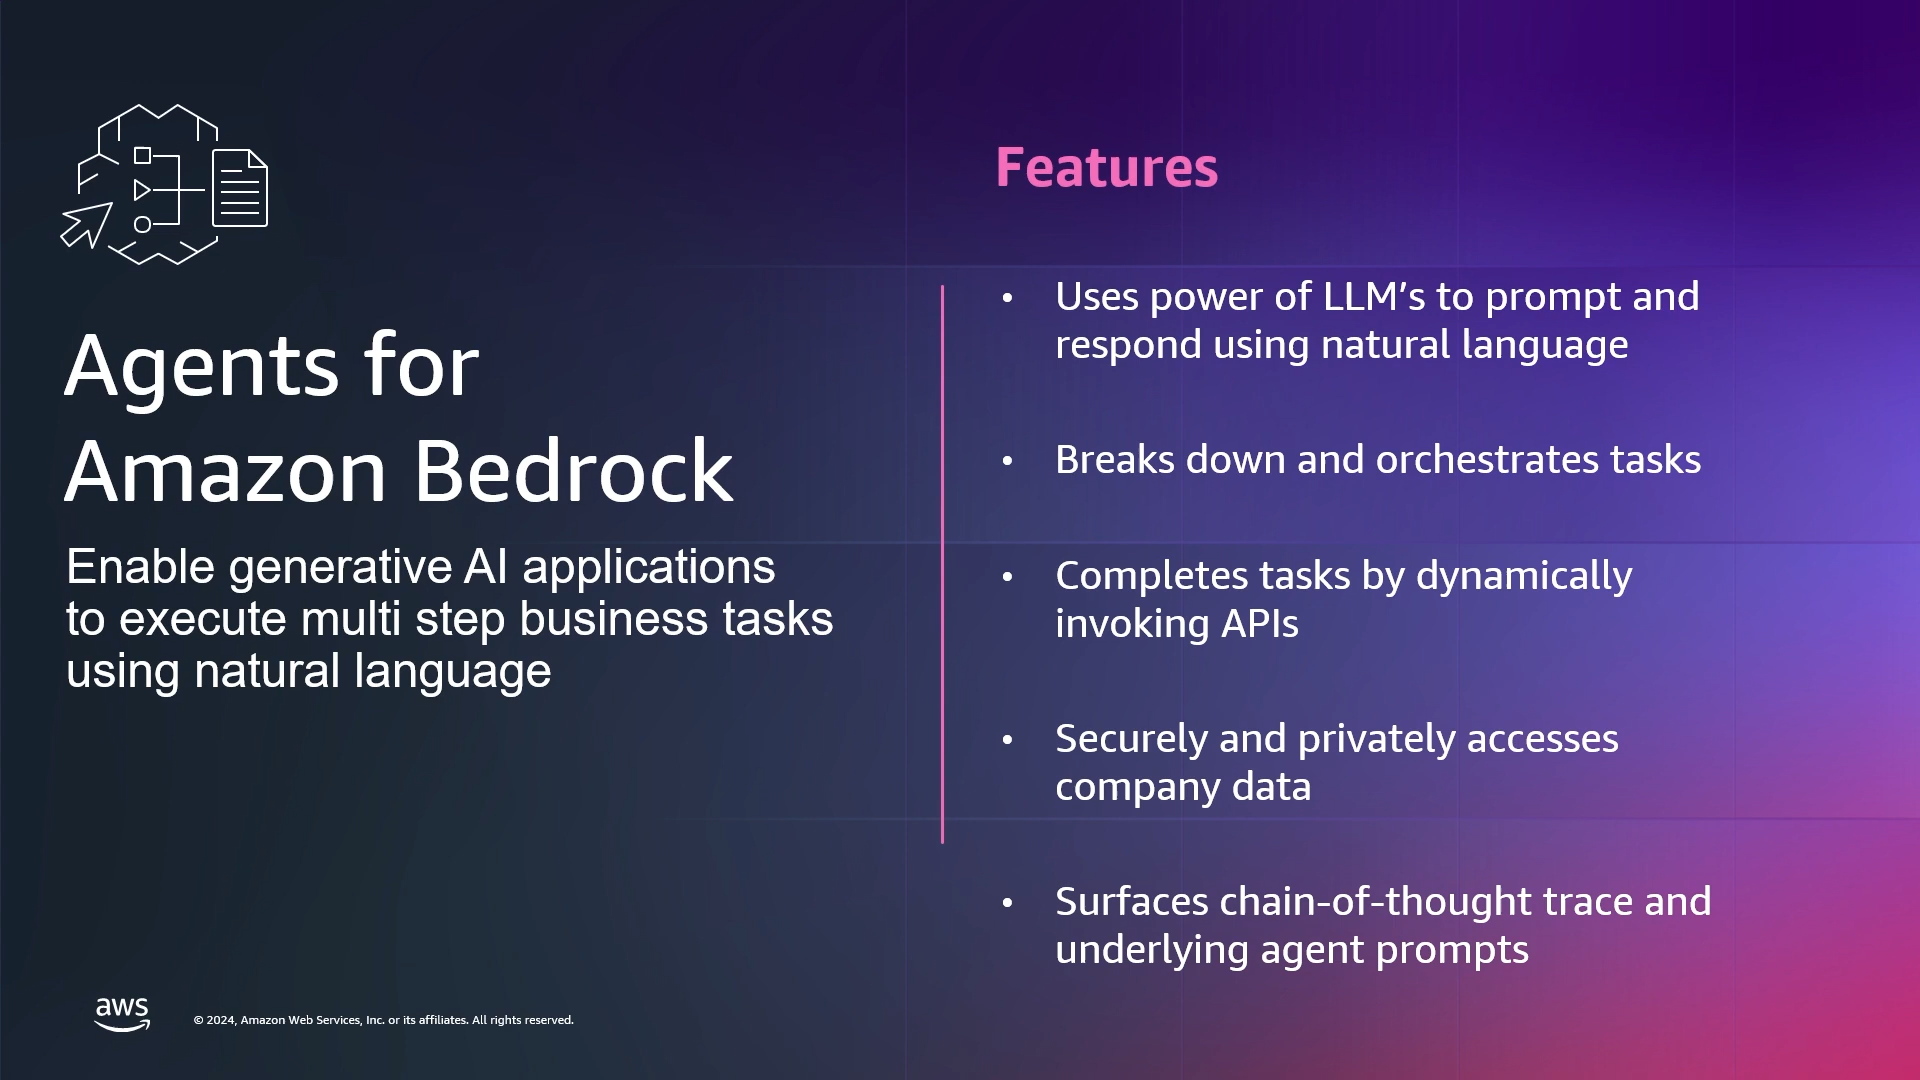 Agents for
Amazon Bedrock
Enable generative AI applications
to execute multi step business tasks
using natural language
Features
• Uses power of LLM’s to prompt and
respond using natural language
• Breaks down and orchestrates tasks
• Completes tasks by dynamically
invoking APIs
• Securely and privately accesses
company data
• Surfaces chain-of-thought trace and
underlying agent prompts
aws
© 2024, Amazon Web Services, Inc. or its affiliates. All rights reserved.